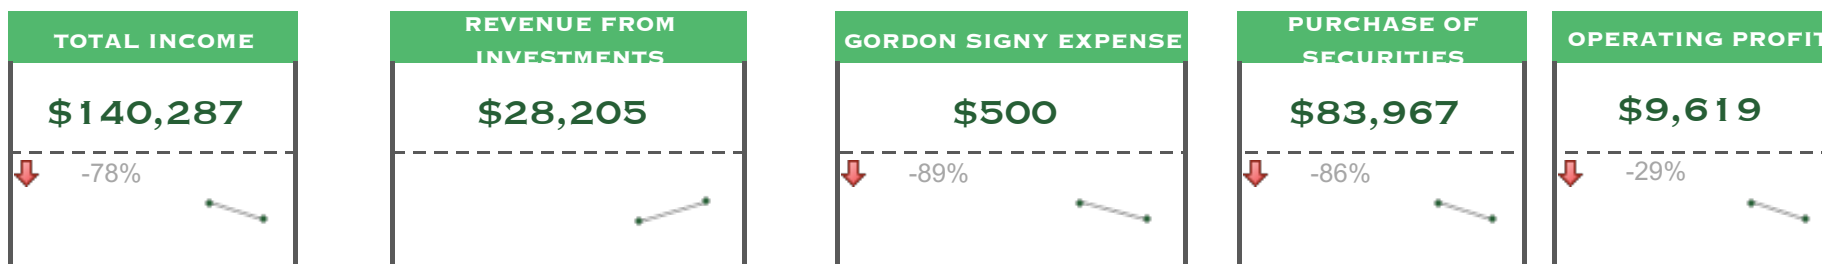 TOTAL INCOME
$140,287
-78%
REVENUE FROM
INVESTMENTS
$28,205
GORDON SIGNY EXPENSE
$500
-89%
PURCHASE OF
SECURITIES
$83,967
-86%
OPERATING PROFIT
$9,619
-29%